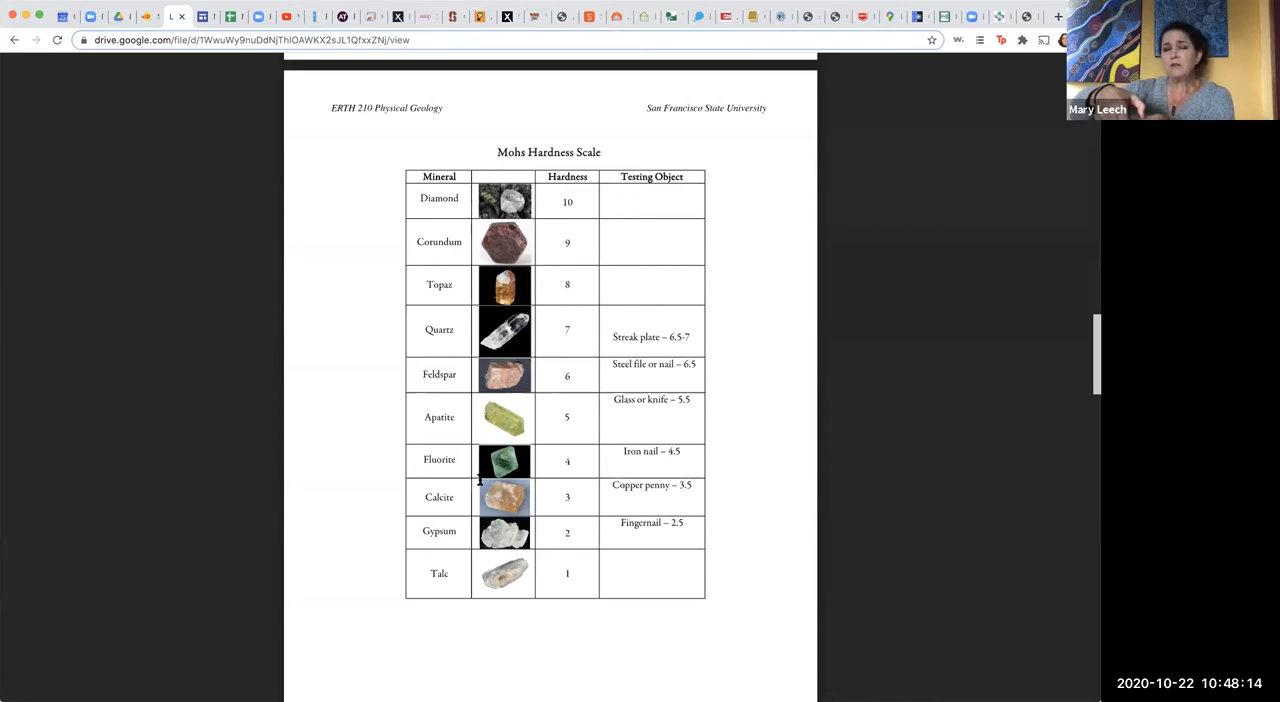 drive.google.com/file/d/1WwuWy9nuDdNjThIOAWKX2sJL1QfxxZNj/view
Mary Leech
ERTH 210 Physical Geology San Francisco State University
Mohs Hardness Scale
Mineral Hardness Testing Object
Diamond 10
Corundum 9
Topaz 8
Quartz 7 Streak plate – 6.5-7
Feldspar 6 Steel file or nail – 6.5
Apatite 5 Glass or knife – 5.5
Fluorite 4 Iron nail – 4.5
Calcite 3 Copper penny – 3.5
Gypsum 2 Fingernail – 2.5
Talc 1
2020-10-22 10:48:14